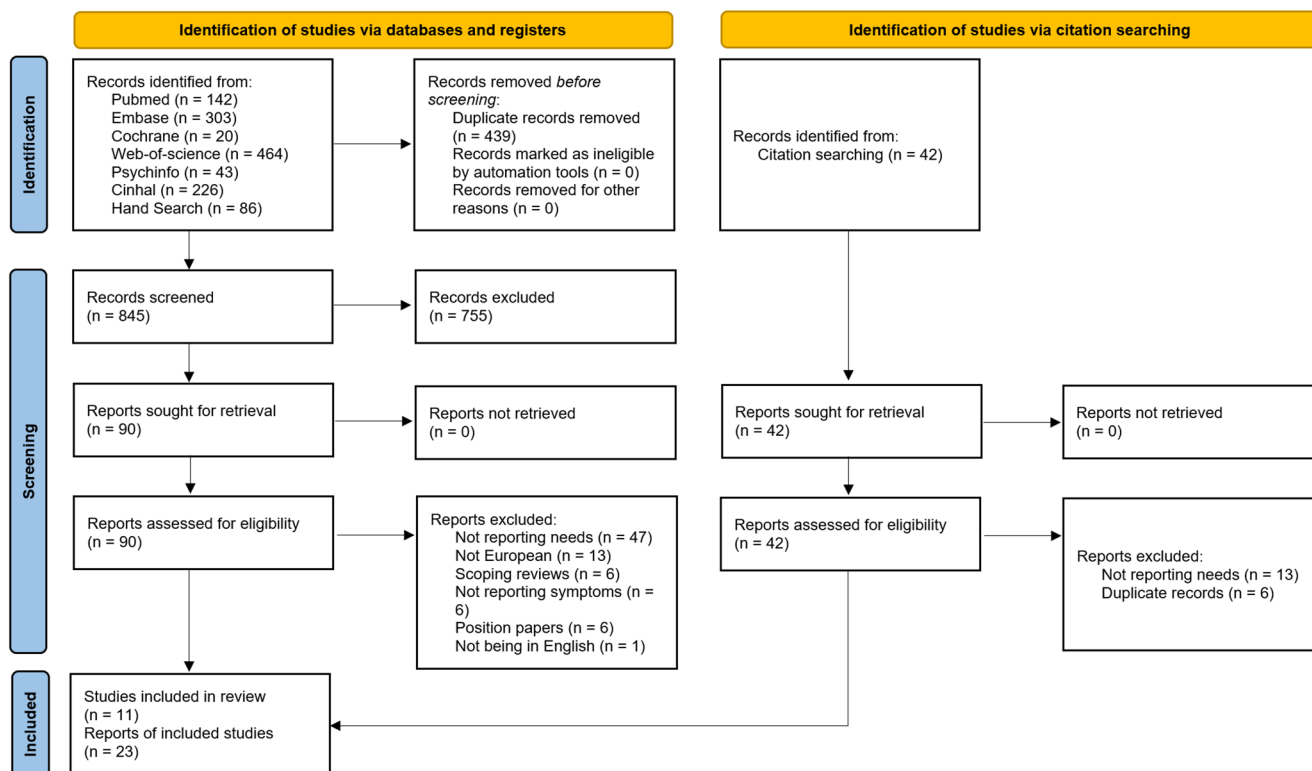 Identification of studies via databases and registers
Identification of studies via citation searching
Identification
Records identified from:
Pubmed (n = 142)
Embase (n = 303)
Cochrane (n = 20)
Web-of-science (n = 464)
Psychinfo (n = 43)
Cinhal (n = 226)
Hand Search (n = 86)
Records removed before
screening:
Duplicate records removed
(n = 439)
Records marked as ineligible
by automation tools (n = 0)
Records removed for other
reasons (n = 0)
Records identified from:
Citation searching (n = 42)
Screening
Records screened
(n = 845)
Records excluded
(n = 755)
Reports sought for retrieval
(n = 90)
Reports not retrieved
(n = 0)
Reports sought for retrieval
(n = 42)
Reports not retrieved
(n = 0)
Reports assessed for eligibility
(n = 90)
Reports excluded:
Not reporting needs (n = 47)
Not European (n = 13)
Scoping reviews (n = 6)
Not reporting symptoms (n =
6)
Position papers (n = 6)
Not being in English (n = 1)
Reports assessed for eligibility
(n = 42)
Reports excluded:
Not reporting needs (n = 13)
Duplicate records (n = 6)
Included
Studies included in review
(n = 11)
Reports of included studies
(n = 23)